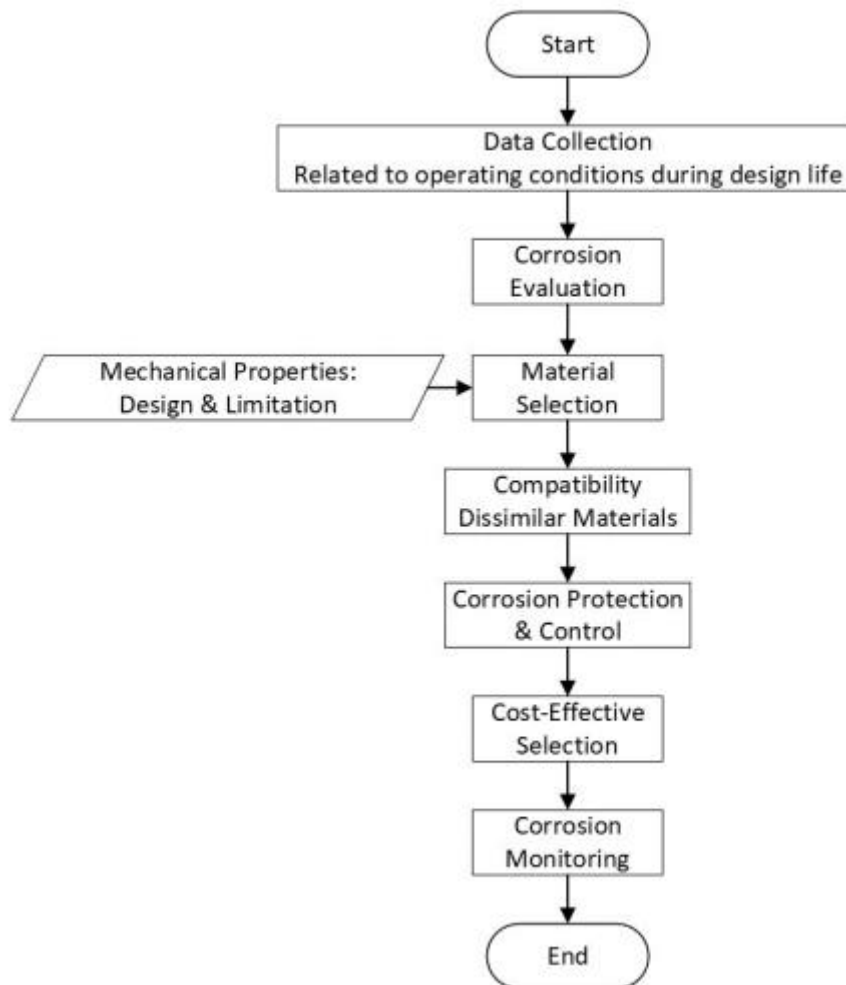 Start
Data Collection
Related to operating conditions during design life
Corrosion
Evaluation
Mechanical Properties:
Design & Limitation
Material
Selection
Compatibility
Dissimilar Materials
Corrosion Protection
& Control
Cost-Effective
Selection
Corrosion
Monitoring
End